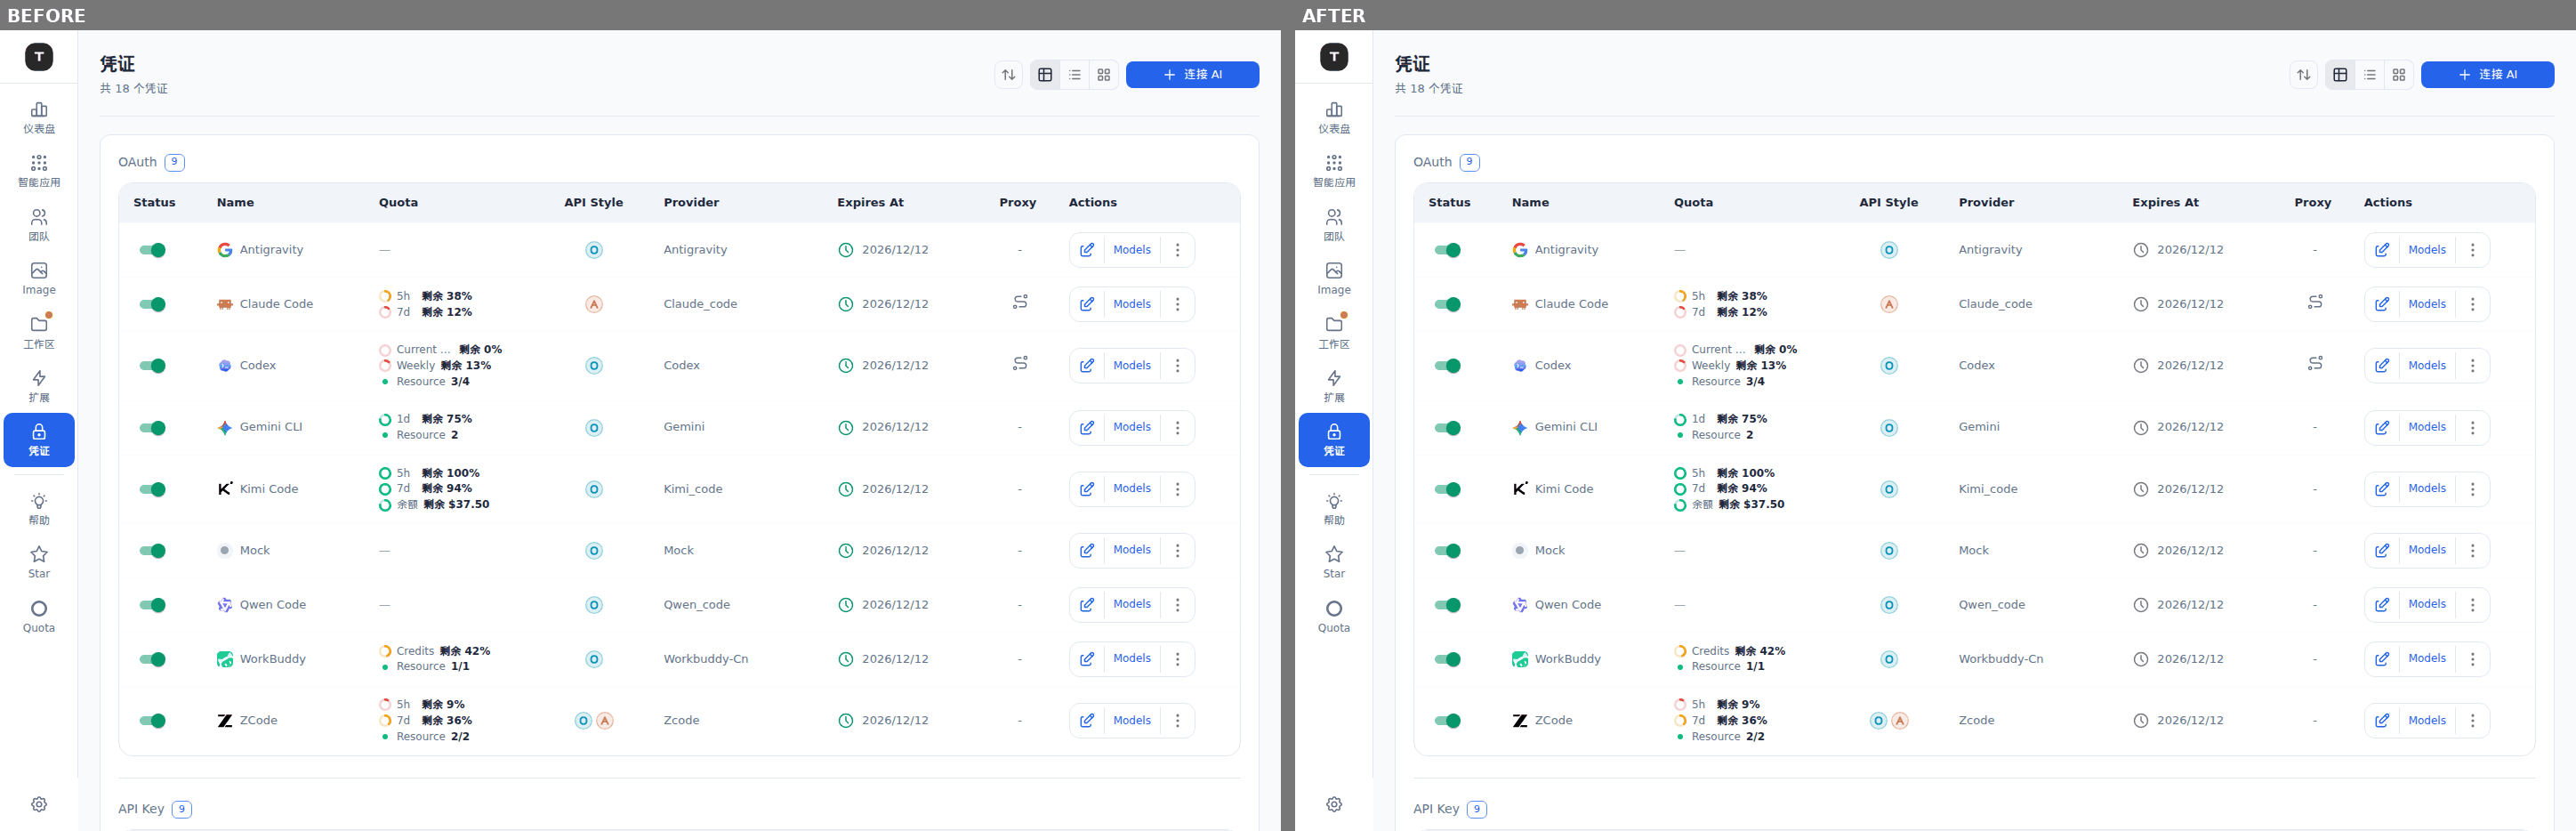 BEFORE
T
凭证
共 18 个凭证
连接 AI
仪表盘
智能应用
团队
Image
工作区
扩展
凭证
帮助
Star
Quota
OAuth 9
Status Name Quota API Style Provider Expires At Proxy Actions
Antigravity — O Antigravity 2026/12/12 - Models
Claude Code 5h 剩余 38% A Claude_code 2026/12/12 Models
7d 剩余 12%
Codex Current ... 剩余 0% O Codex 2026/12/12 Models
Weekly 剩余 13%
Resource 3/4
Gemini CLI 1d 剩余 75% O Gemini 2026/12/12 - Models
Resource 2
Kimi Code 5h 剩余 100% O Kimi_code 2026/12/12 - Models
7d 剩余 94%
余额 剩余 $37.50
Mock — O Mock 2026/12/12 - Models
Qwen Code — O Qwen_code 2026/12/12 - Models
WorkBuddy Credits 剩余 42% O Workbuddy-Cn 2026/12/12 - Models
Resource 1/1
ZCode 5h 剩余 9% O A Zcode 2026/12/12 - Models
7d 剩余 36%
Resource 2/2
API Key 9
AFTER
T
凭证
共 18 个凭证
连接 AI
仪表盘
智能应用
团队
Image
工作区
扩展
凭证
帮助
Star
Quota
OAuth 9
Status Name Quota API Style Provider Expires At Proxy Actions
Antigravity — O Antigravity 2026/12/12 - Models
Claude Code 5h 剩余 38% A Claude_code 2026/12/12 Models
7d 剩余 12%
Codex Current ... 剩余 0% O Codex 2026/12/12 Models
Weekly 剩余 13%
Resource 3/4
Gemini CLI 1d 剩余 75% O Gemini 2026/12/12 - Models
Resource 2
Kimi Code 5h 剩余 100% O Kimi_code 2026/12/12 - Models
7d 剩余 94%
余额 剩余 $37.50
Mock — O Mock 2026/12/12 - Models
Qwen Code — O Qwen_code 2026/12/12 - Models
WorkBuddy Credits 剩余 42% O Workbuddy-Cn 2026/12/12 - Models
Resource 1/1
ZCode 5h 剩余 9% O A Zcode 2026/12/12 - Models
7d 剩余 36%
Resource 2/2
API Key 9